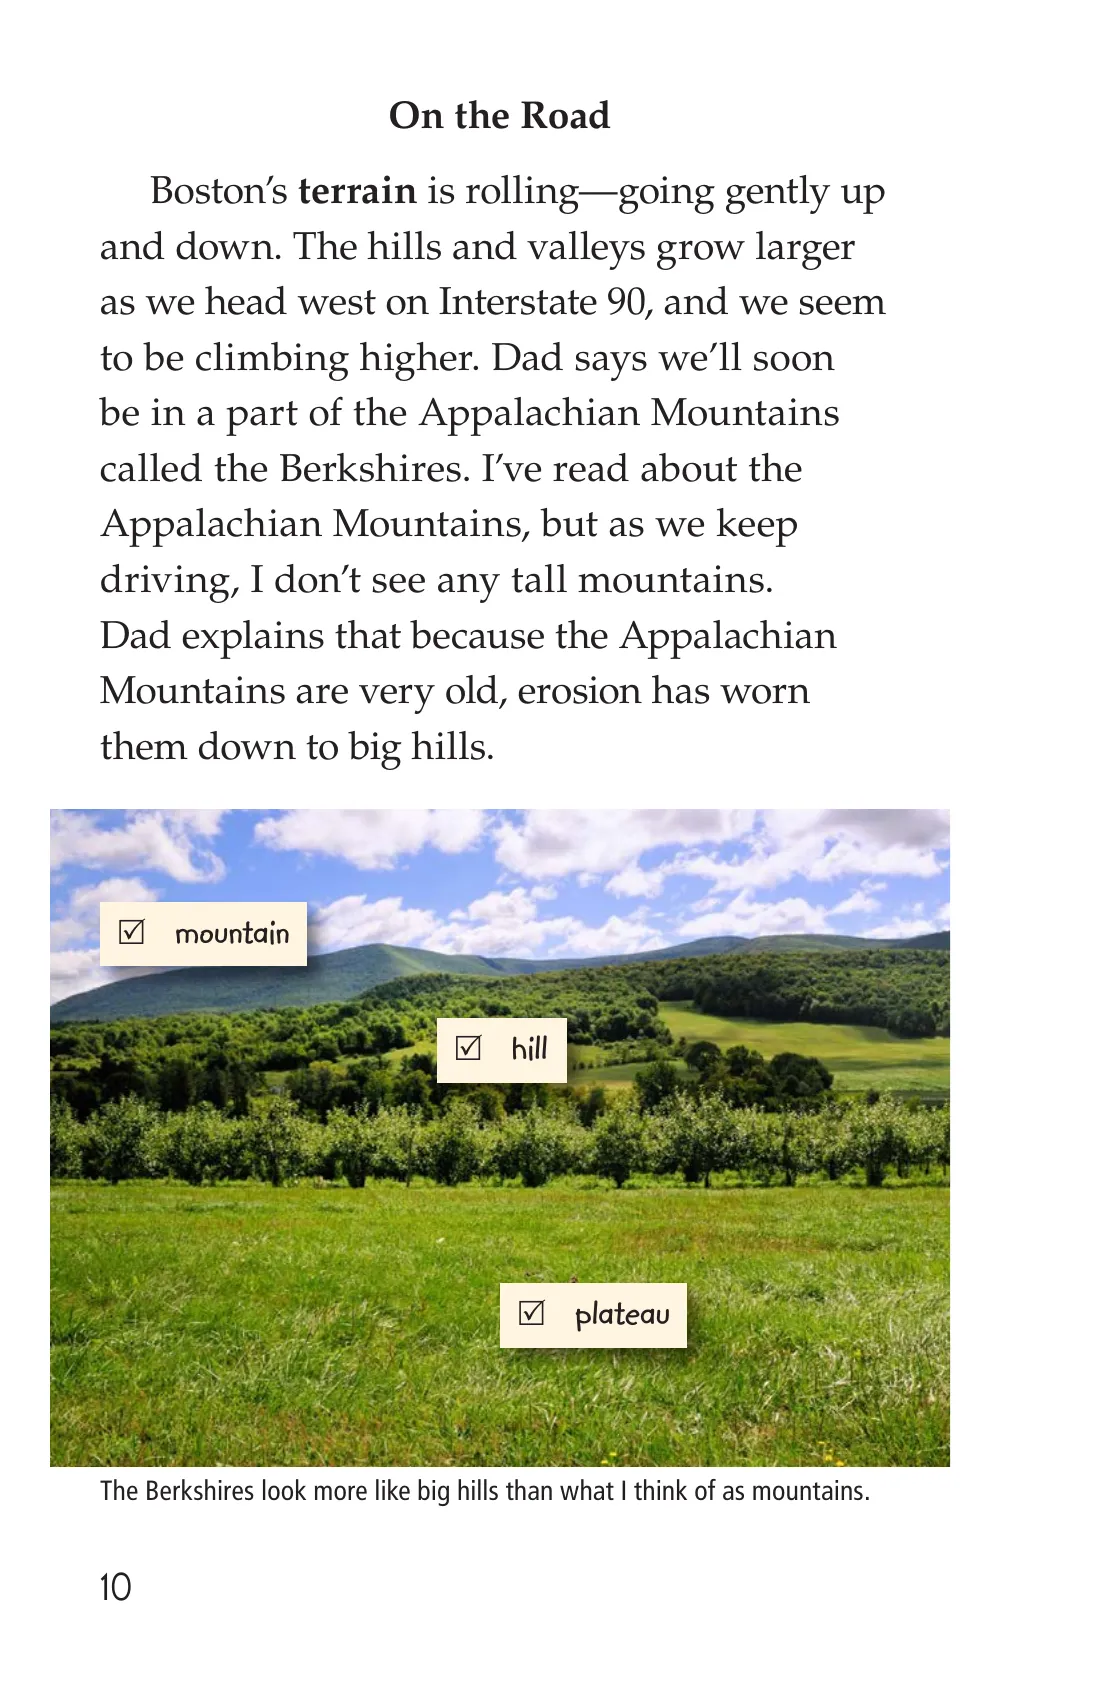 On the Road
Boston’s terrain is rolling—going gently up
and down. The hills and valleys grow larger
as we head west on Interstate 90, and we seem
to be climbing higher. Dad says we’ll soon
be in a part of the Appalachian Mountains
called the Berkshires. I’ve read about the
Appalachian Mountains, but as we keep
driving, I don’t see any tall mountains.
Dad explains that because the Appalachian
Mountains are very old, erosion has worn
them down to big hills.
☑ mountain
☑ hill
☑ plateau
The Berkshires look more like big hills than what I think of as mountains.
10